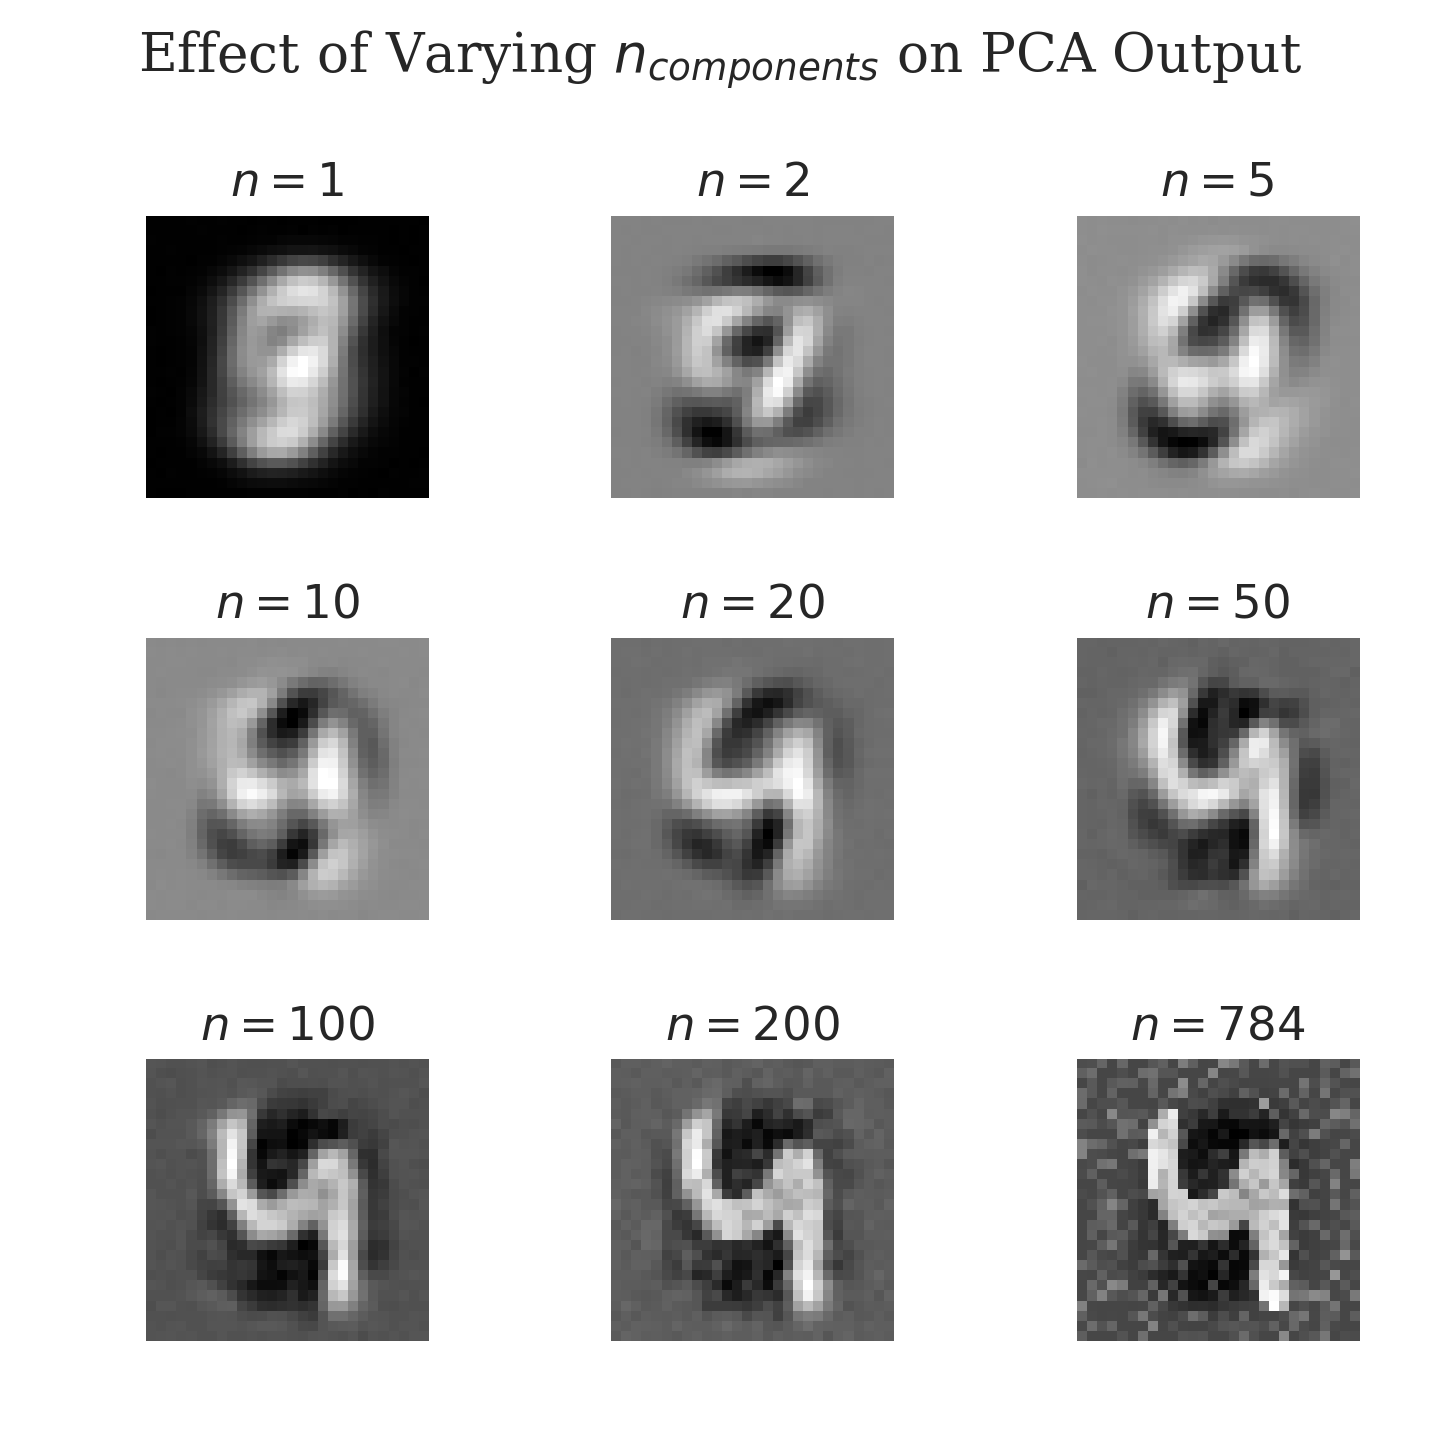 Effect of Varying n_components on PCA Output
n = 1
n = 2
n = 5
n = 10
n = 20
n = 50
n = 100
n = 200
n = 784